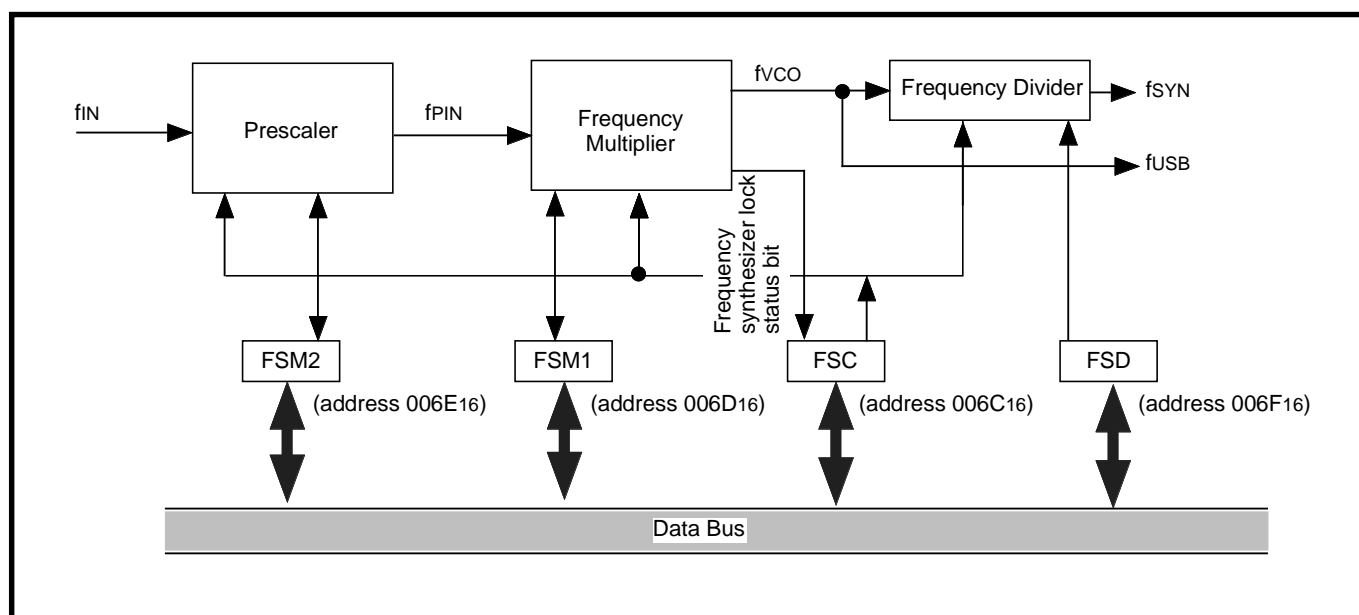 fIN
Prescaler
fPIN
Frequency
Multiplier
fVCO
Frequency Divider
fSYN
fUSB
Frequency
synthesizer lock
status bit
FSM2
(address 006E16)
FSM1
(address 006D16)
FSC
(address 006C16)
FSD
(address 006F16)
Data Bus